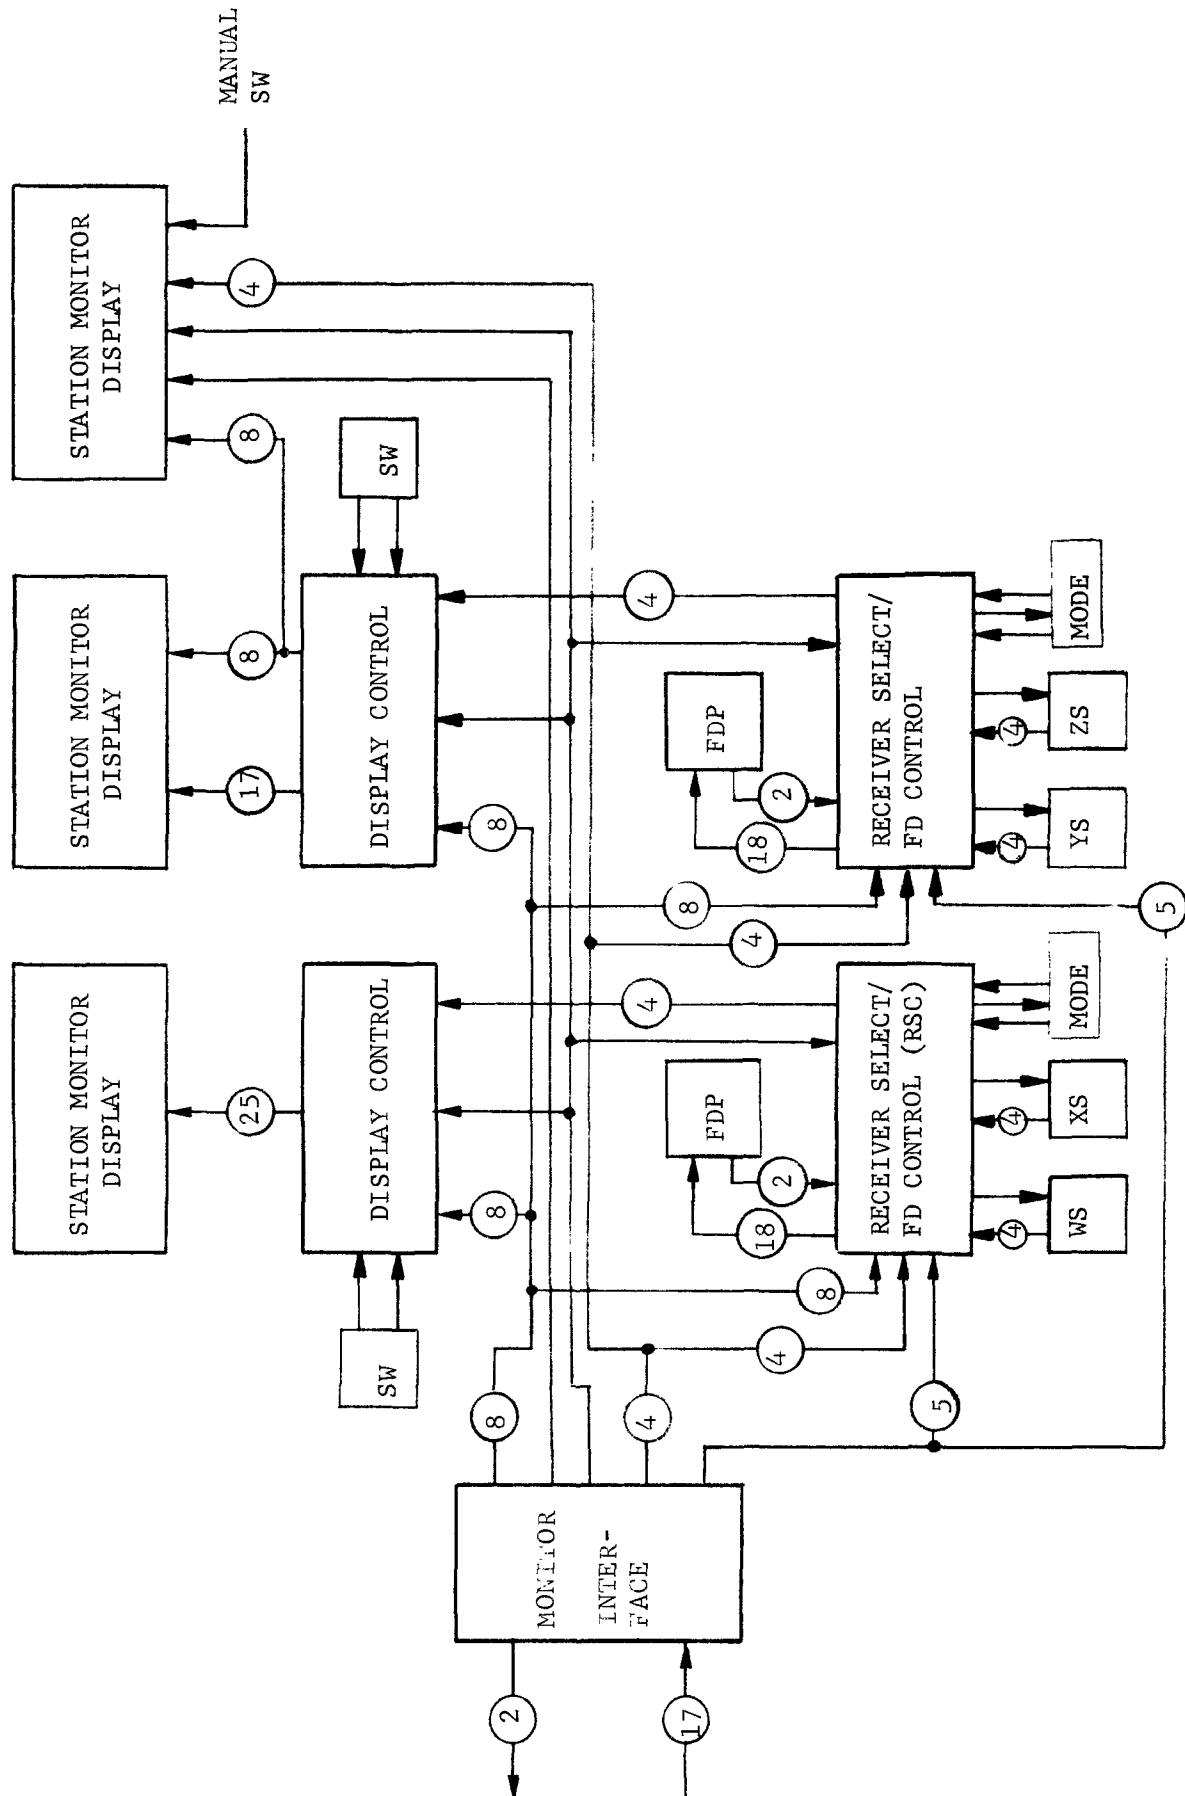 STATION MONITOR
DISPLAY
STATION MONITOR
DISPLAY
STATION MONITOR
DISPLAY
MANUAL
SW
25
17
8
8
4
SW
DISPLAY CONTROL
DISPLAY CONTROL
SW
2
8
8
8
MONITOR
INTER-
FACE
17
4
4
4
8
4
8
FDP
FDP
18
2
4
18
2
5
RECEIVER SELECT/
FD CONTROL (RSC)
RECEIVER SELECT/
FD CONTROL
4
4
4
4
WS
XS
MODE
YS
ZS
MODE
5